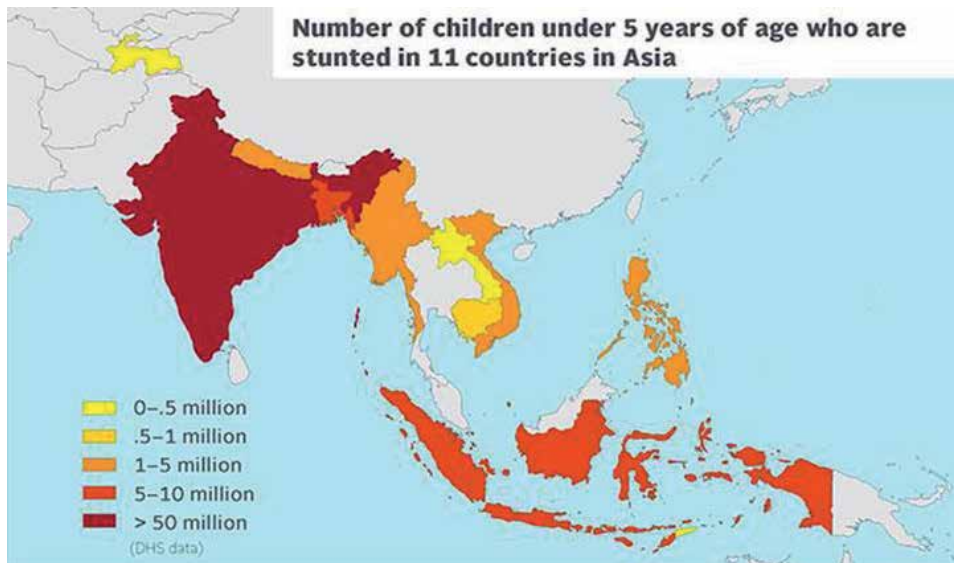 Number of children under 5 years of age who are
stunted in 11 countries in Asia
0–.5 million
.5–1 million
1–5 million
5–10 million
> 50 million
(DHS data)